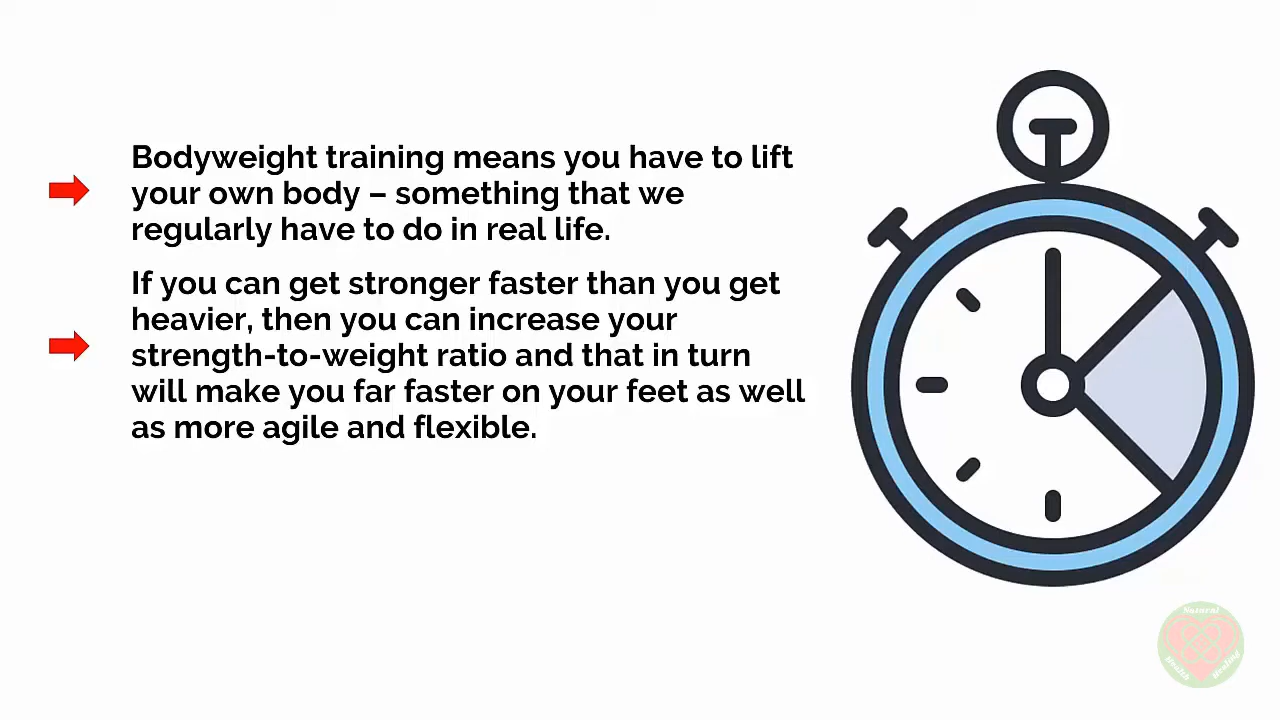 Bodyweight training means you have to lift
your own body – something that we
regularly have to do in real life.
If you can get stronger faster than you get
heavier, then you can increase your
strength-to-weight ratio and that in turn
will make you far faster on your feet as well
as more agile and flexible.
Natural
Health Healing